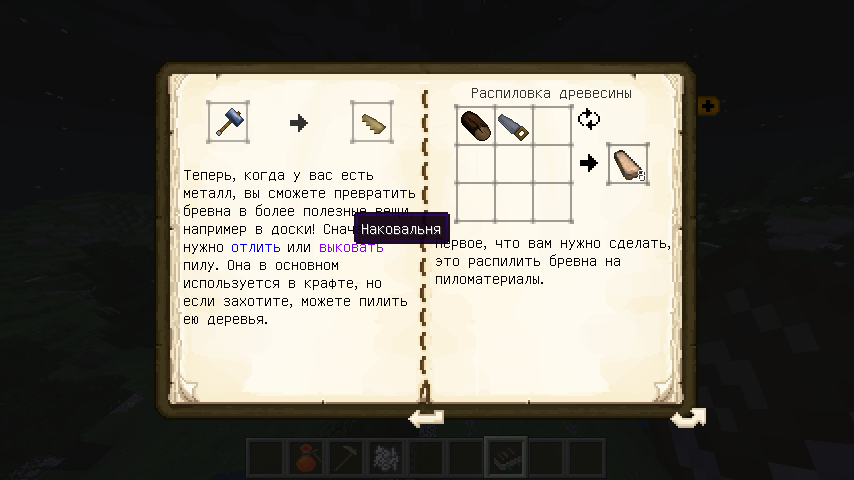 Теперь, когда у вас есть
металл, вы сможете превратить
бревна в более полезные вещи
например в доски! Снач
нужно отлить или выковать
пилу. Она в основном
используется в крафте, но
если захотите, можете пилить
ею деревья.
Наковальня
Распиловка древесины
8
Первое, что вам нужно сделать,
это распилить бревна на
пиломатериалы.